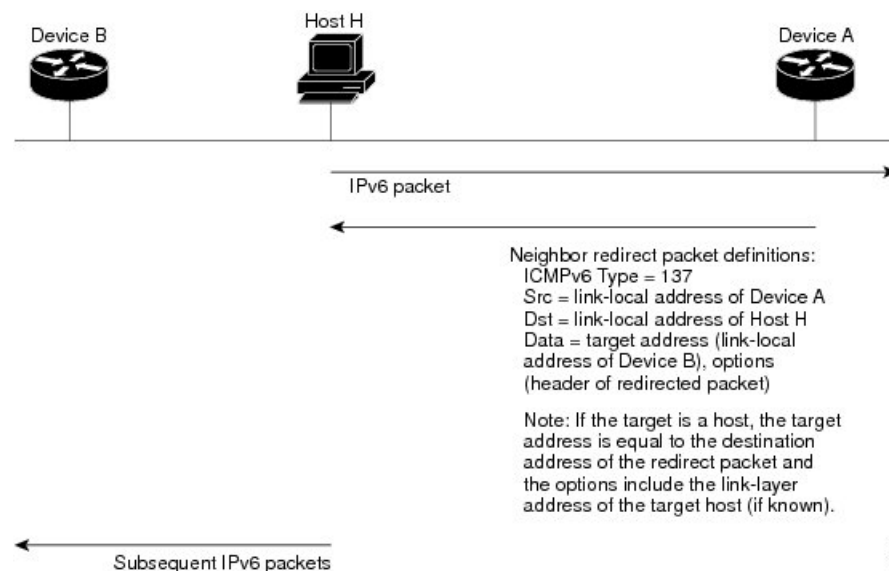 Host H
Device B
Device A
IPv6 packet
Neighbor redirect packet definitions:
ICMPv6 Type = 137
Src = link-local address of Device A
Dst = link-local address of Host H
Data = target address (link-local
address of Device B), options
(header of redirected packet)
Note: If the target is a host, the target
address is equal to the destination
address of the redirect packet and
the options include the link-layer
address of the target host (if known).
Subsequent IPv6 packets